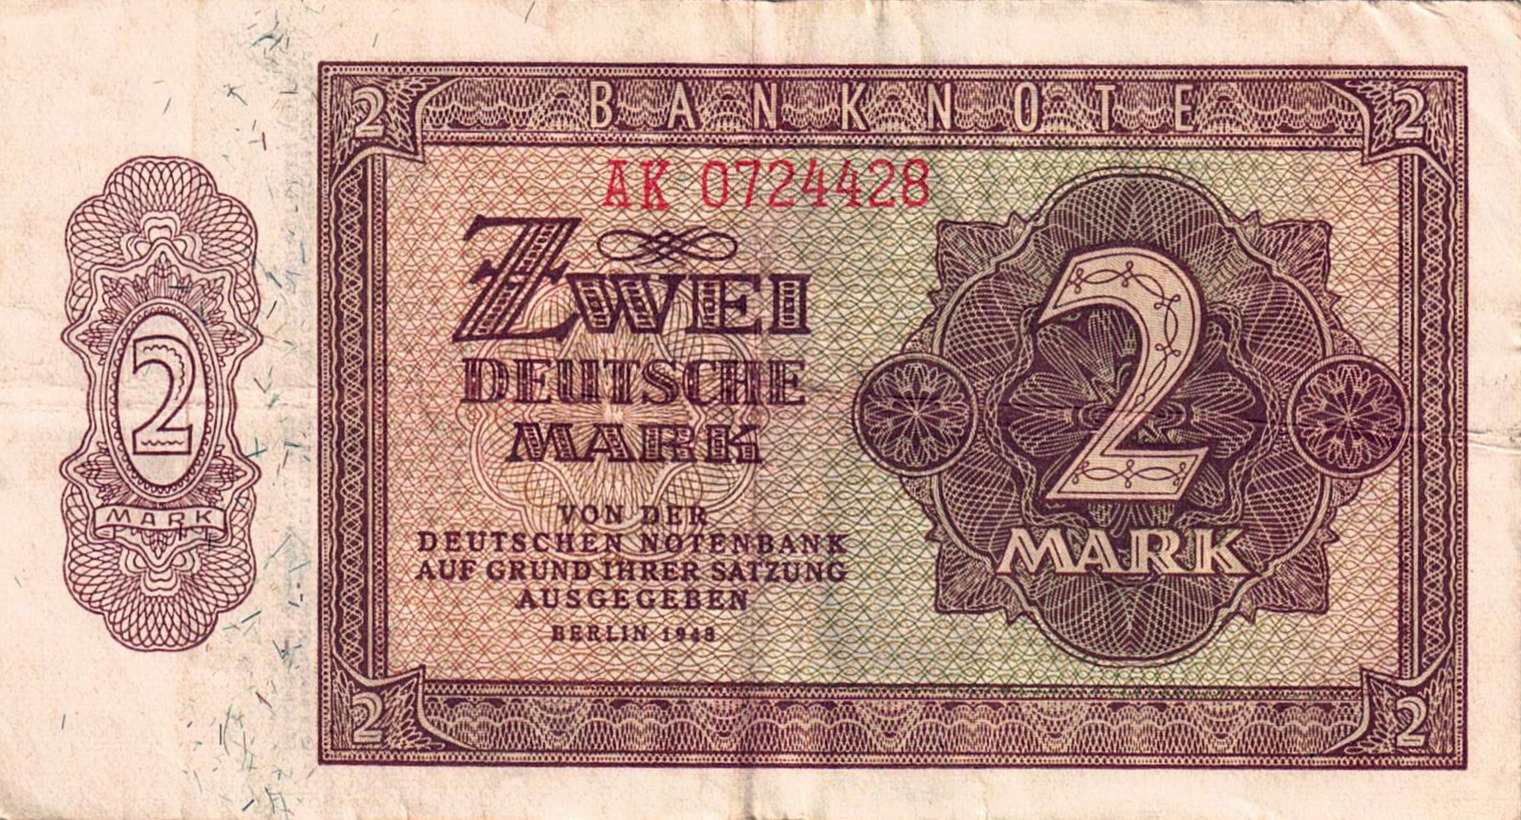 2 BANKNOTE 2
AK 0724428
ZWEI
DEUTSCHE
MARK
VON DER
DEUTSCHEN NOTENBANK
AUF GRUND IHRER SATZUNG
AUSGEGEBEN
BERLIN 1948
2
MARK
2
MARK
2 2